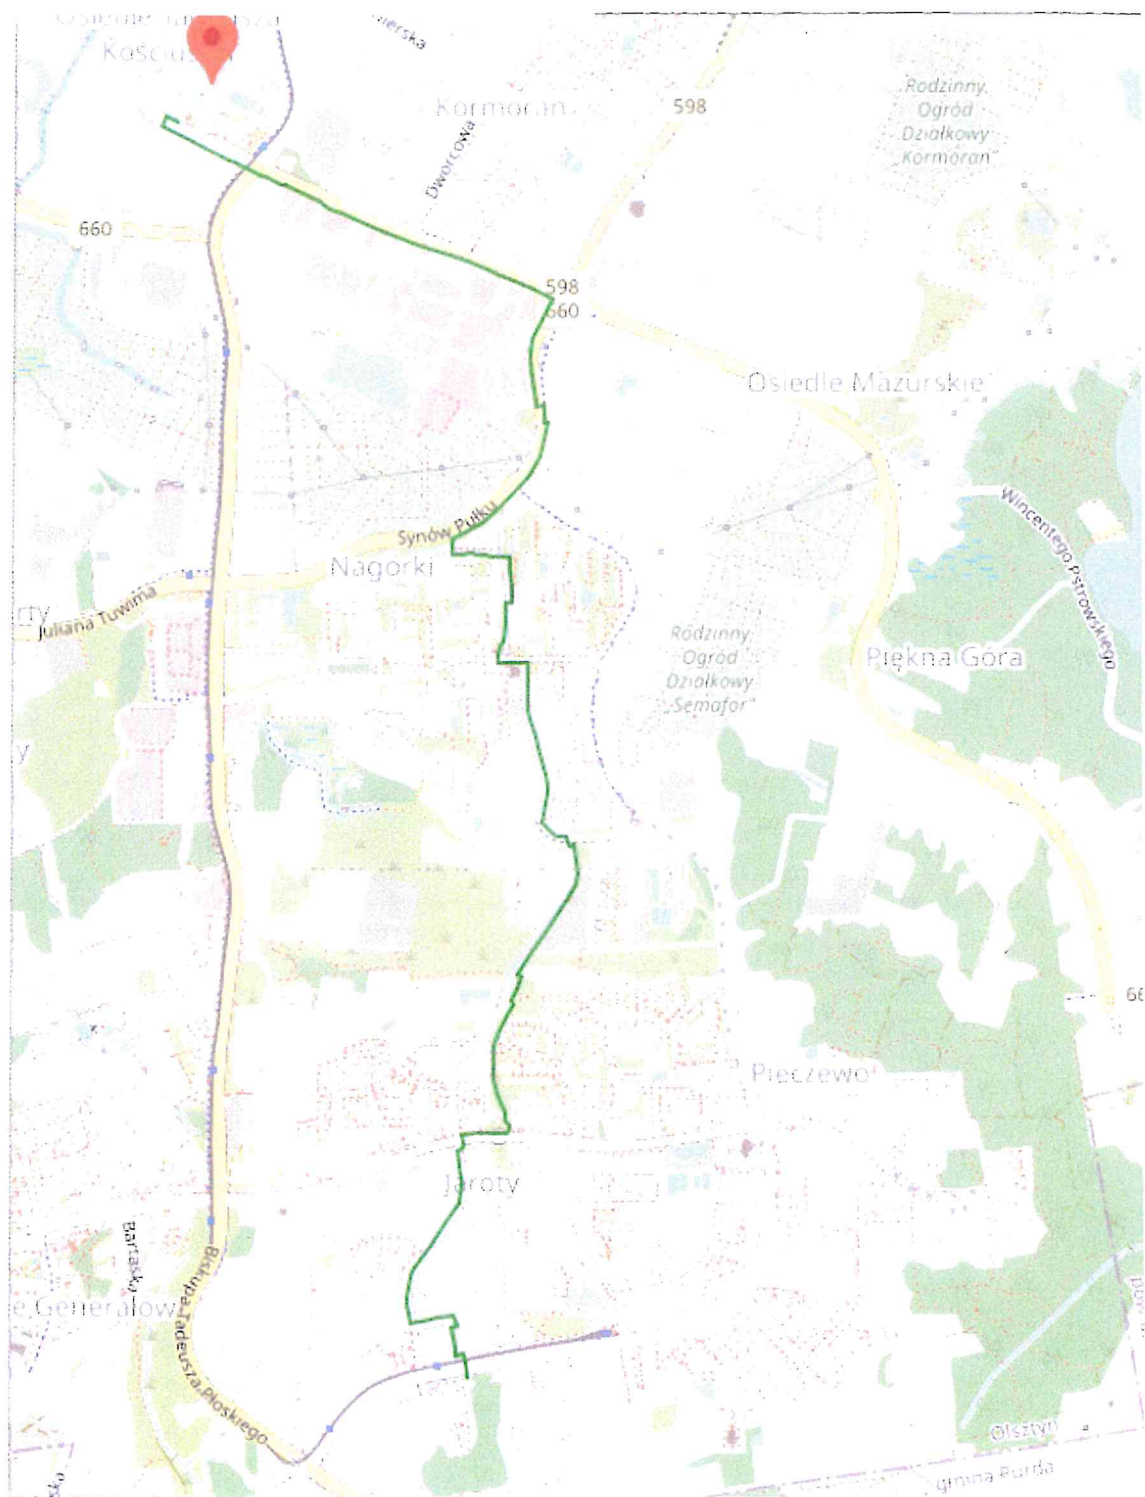 Kormoran
598
Dworcowa
Rodzinny
Ogród
Działkowy
„Kormoran”
660
598
660
Osiedle Mazurskie
Synów Pułku
Nagórki
Juliana Tuwima
Wincentego Pstrowskiego
Rodzinny
Ogród
Działkowy
„Semafor”
Piękna Góra
Pieczewo
Jaroty
Biskupa Tadeusza Płoskiego
Olsztyn
gmina Purda